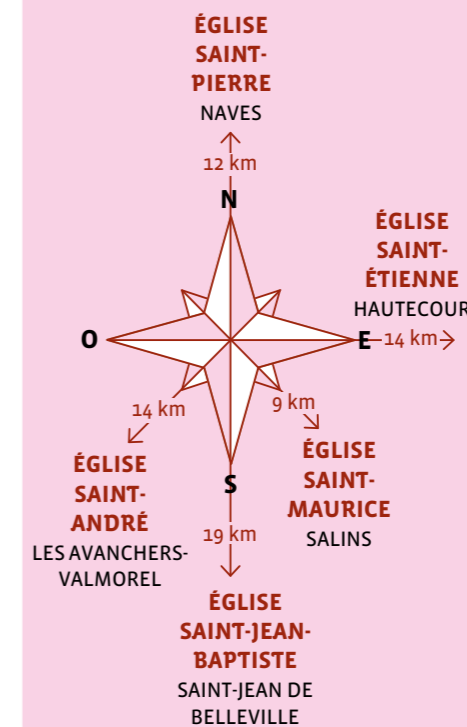 ÉGLISE
SAINT-
PIERRE
NAVES
12 km
N
ÉGLISE
SAINT-
ÉTIENNE
HAUTECOUR
O
E
14 km
14 km
9 km
ÉGLISE
SAINT-
ANDRÉ
LES AVANCHERS-
VALMOREL
ÉGLISE
SAINT-
MAURICE
SALINS
S
19 km
ÉGLISE
SAINT-JEAN-
BAPTISTE
SAINT-JEAN DE
BELLEVILLE